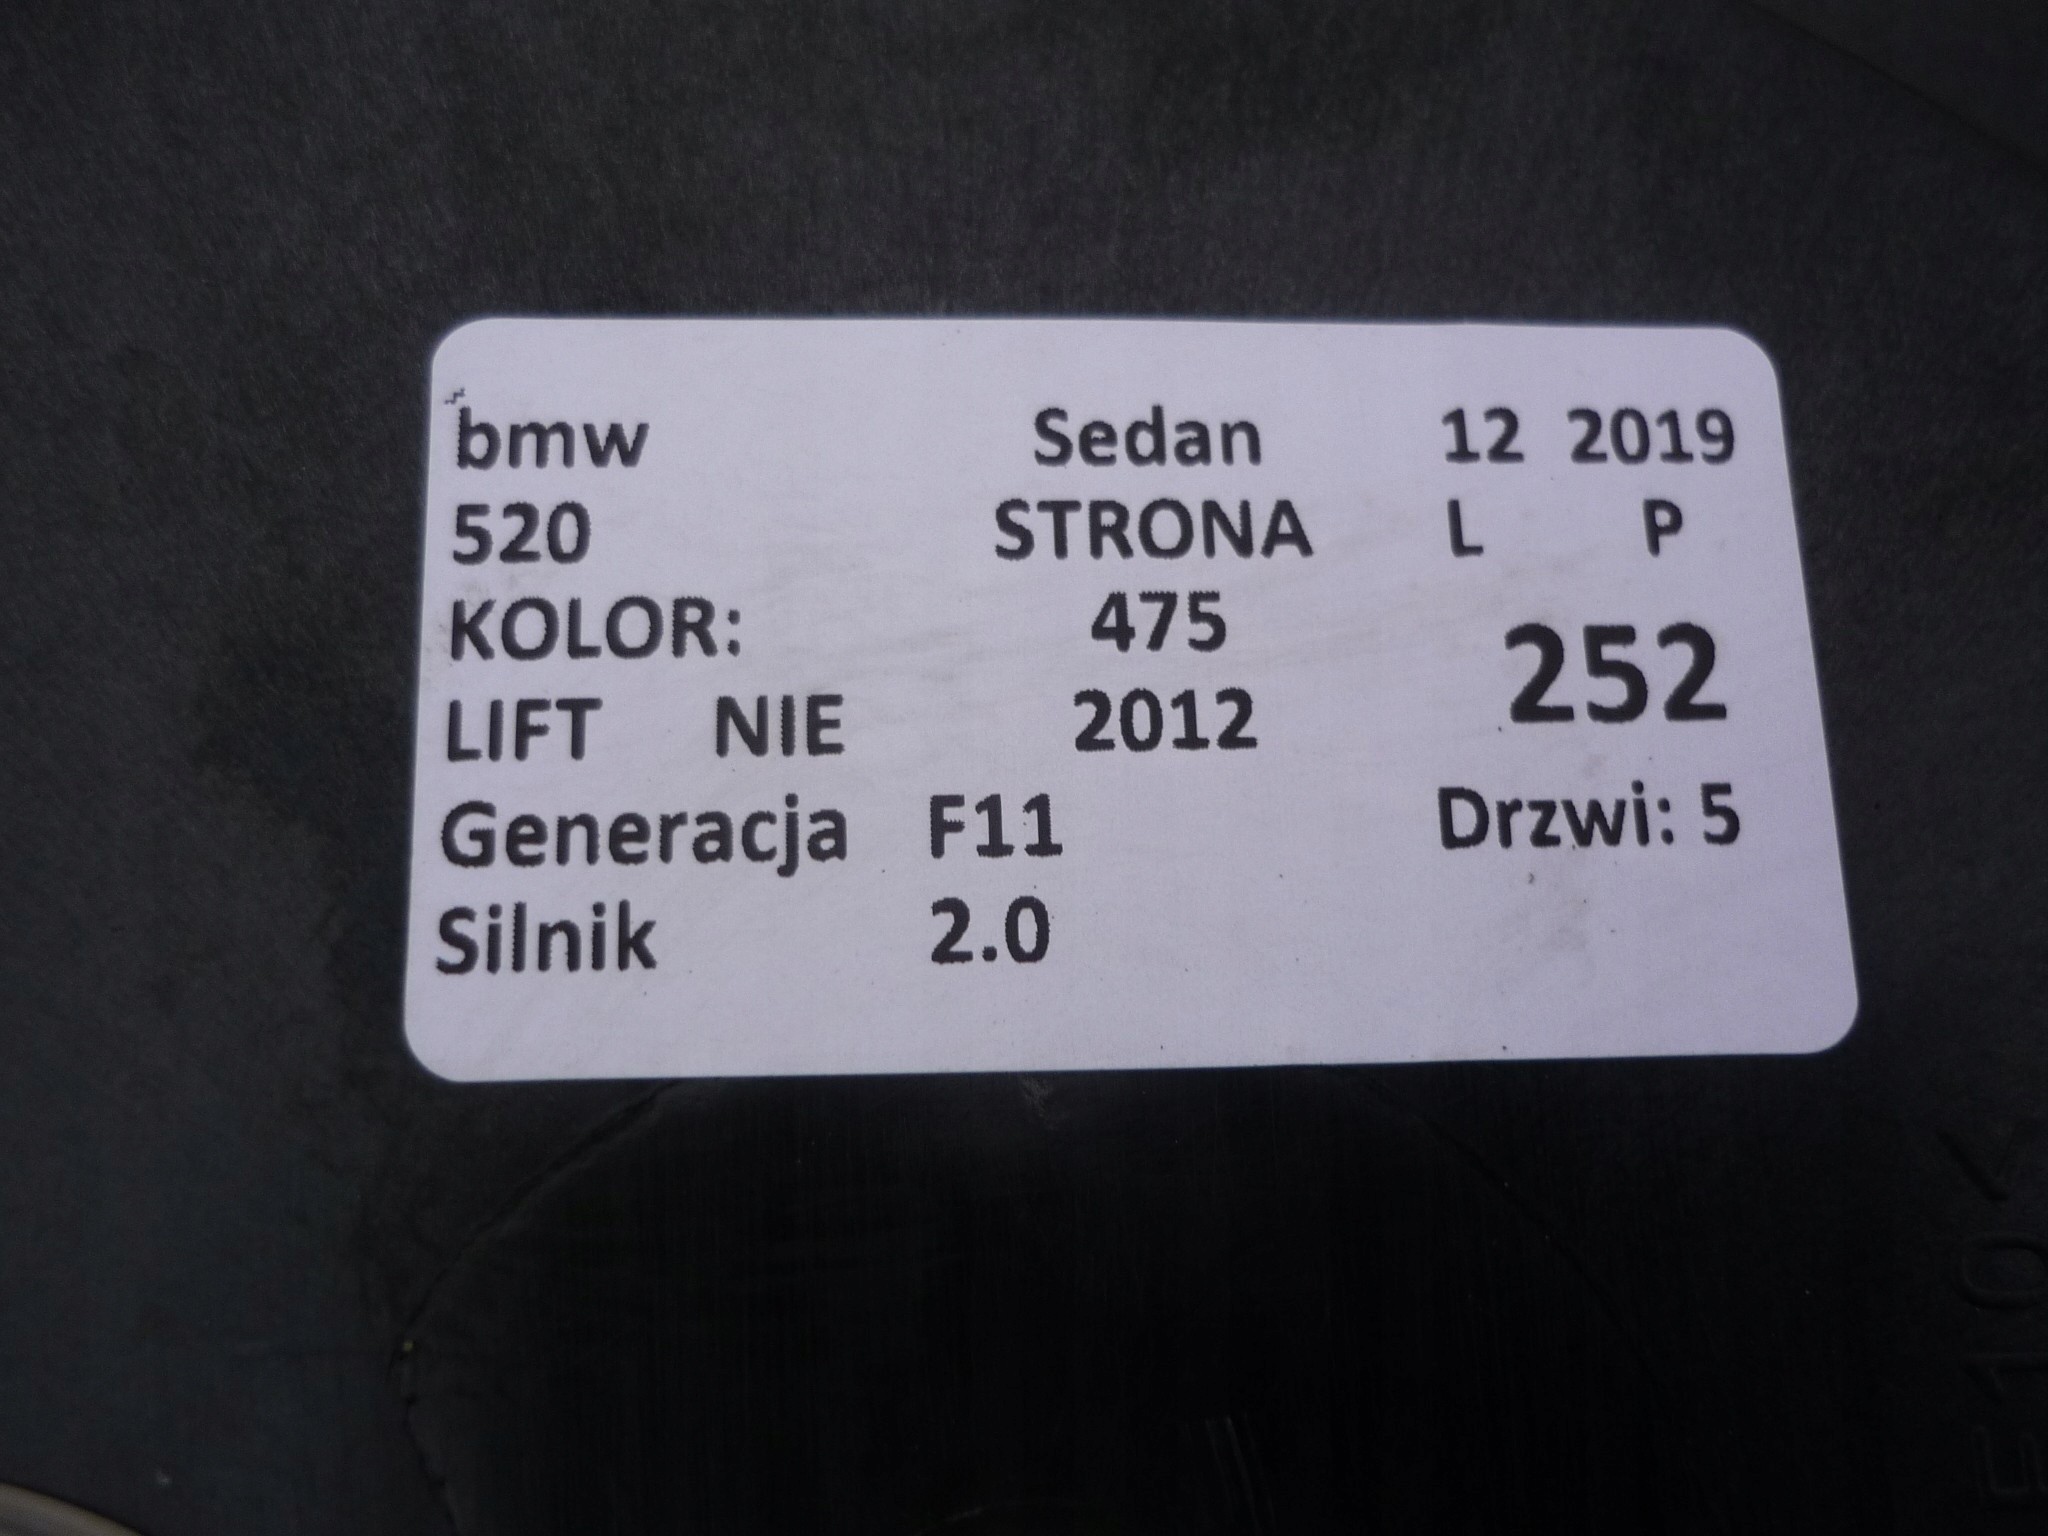 bmw Sedan 12 2019
520 STRONA L P
KOLOR: 475
252
LIFT NIE 2012
Generacja F11 Drzwi: 5
Silnik 2.0